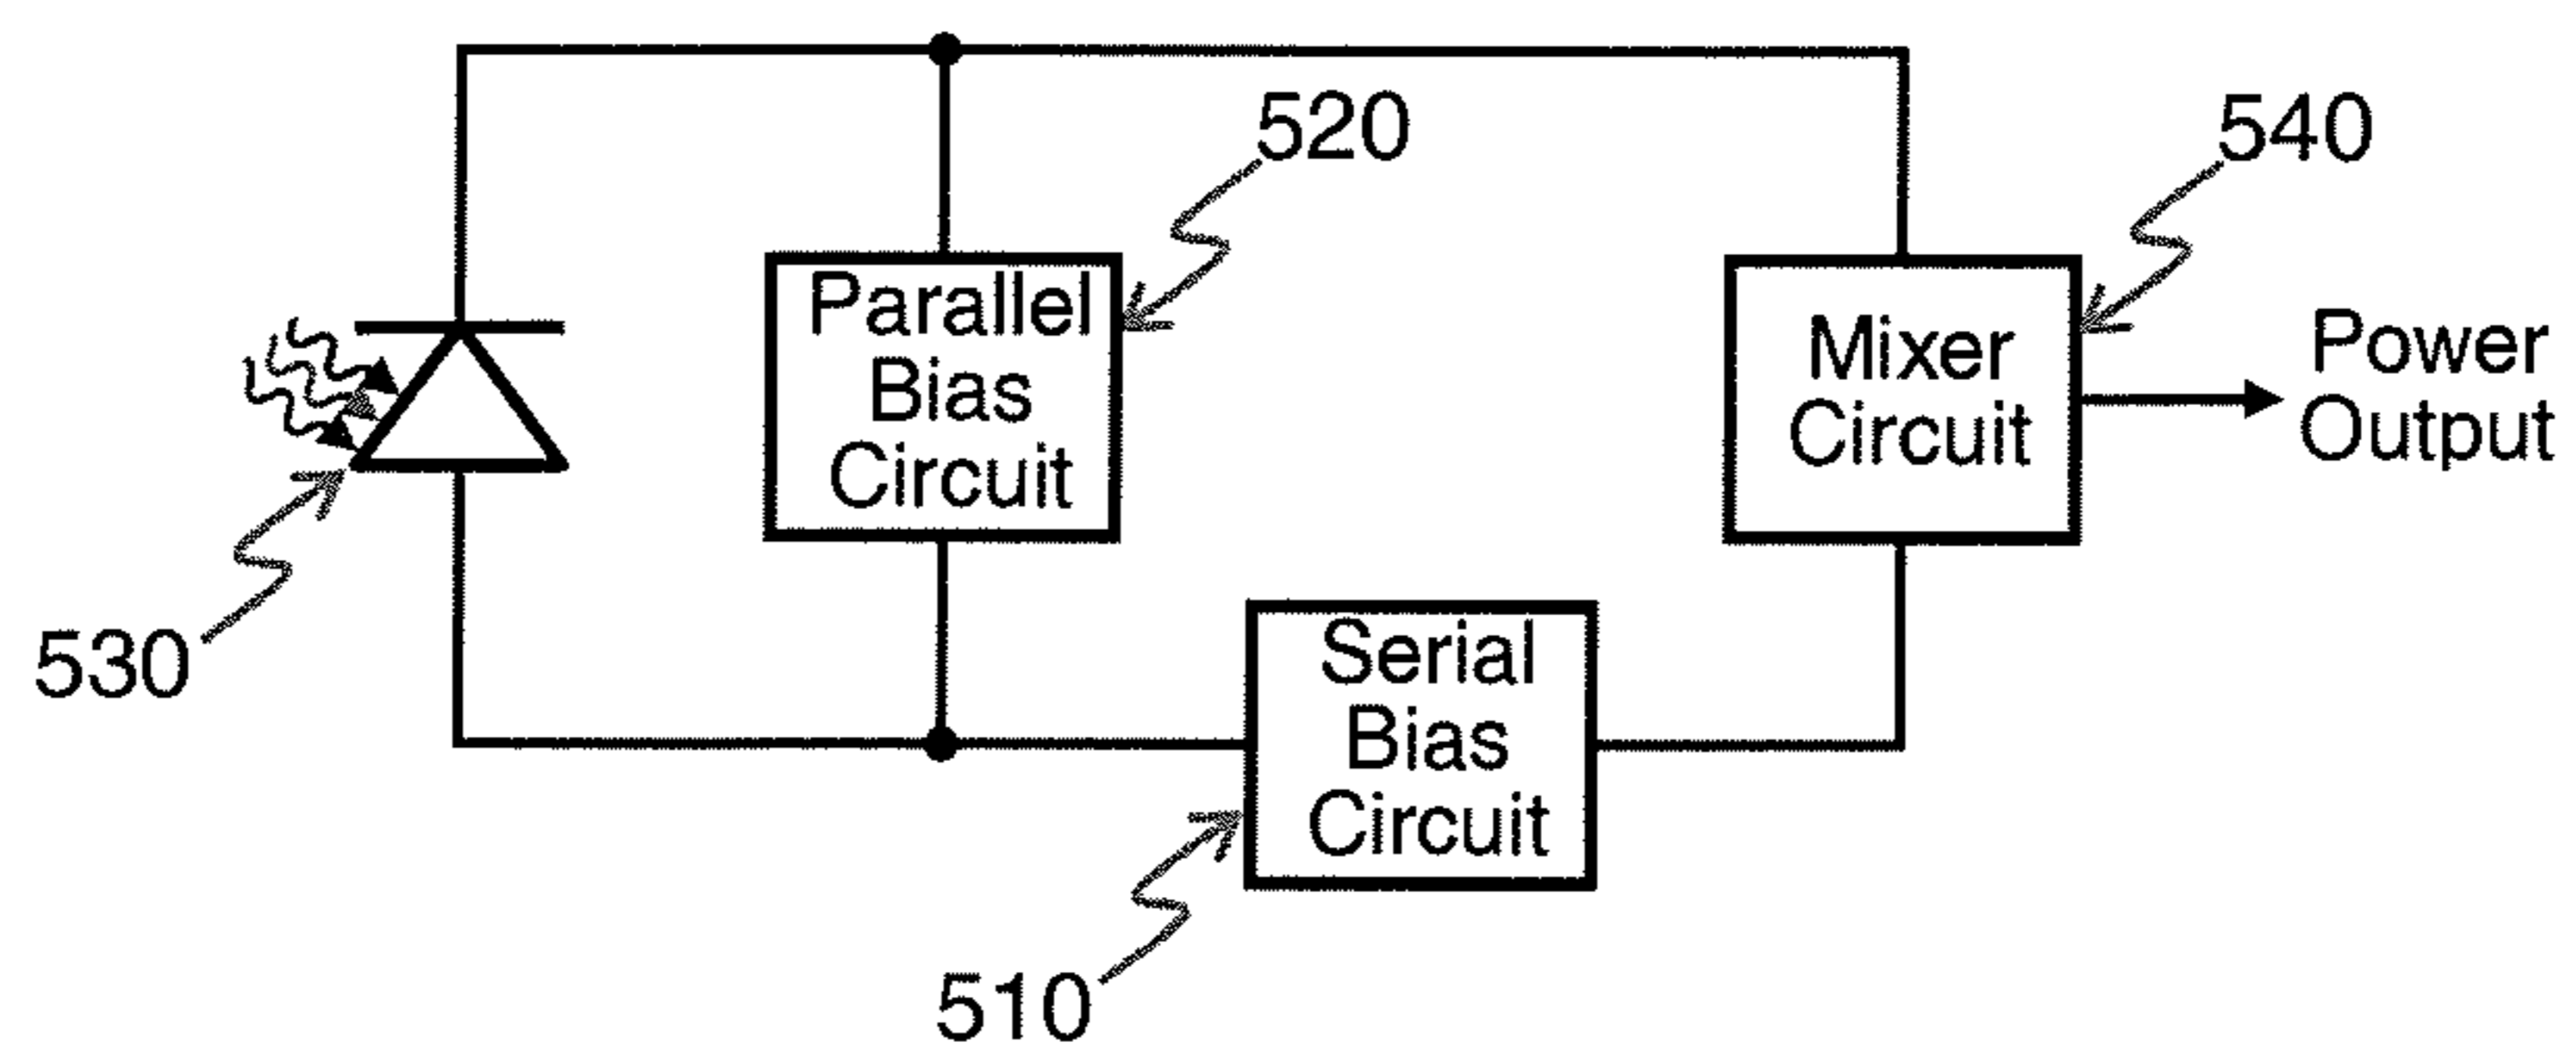 520
540
Parallel
Bias
Circuit
Mixer
Circuit
Power
Output
530
Serial
Bias
Circuit
510